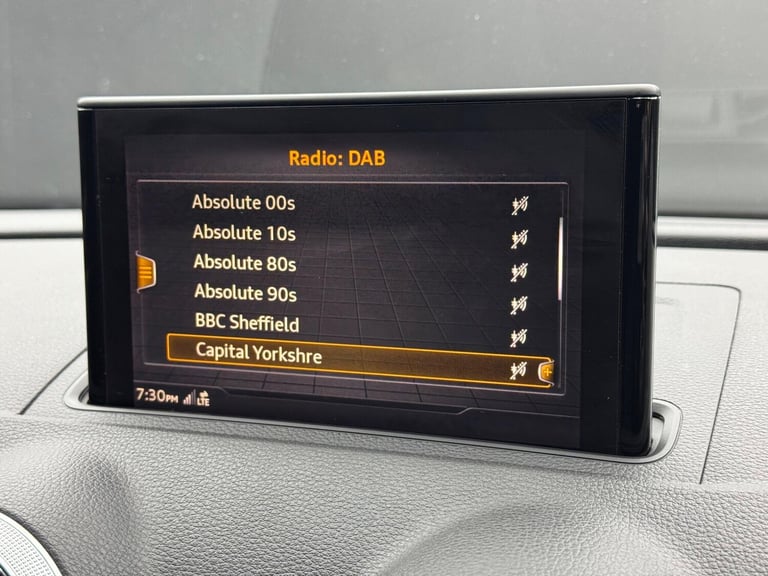 Radio: DAB
Absolute 00s
Absolute 10s
Absolute 80s
Absolute 90s
BBC Sheffield
Capital Yorkshre
7:30PM LTE